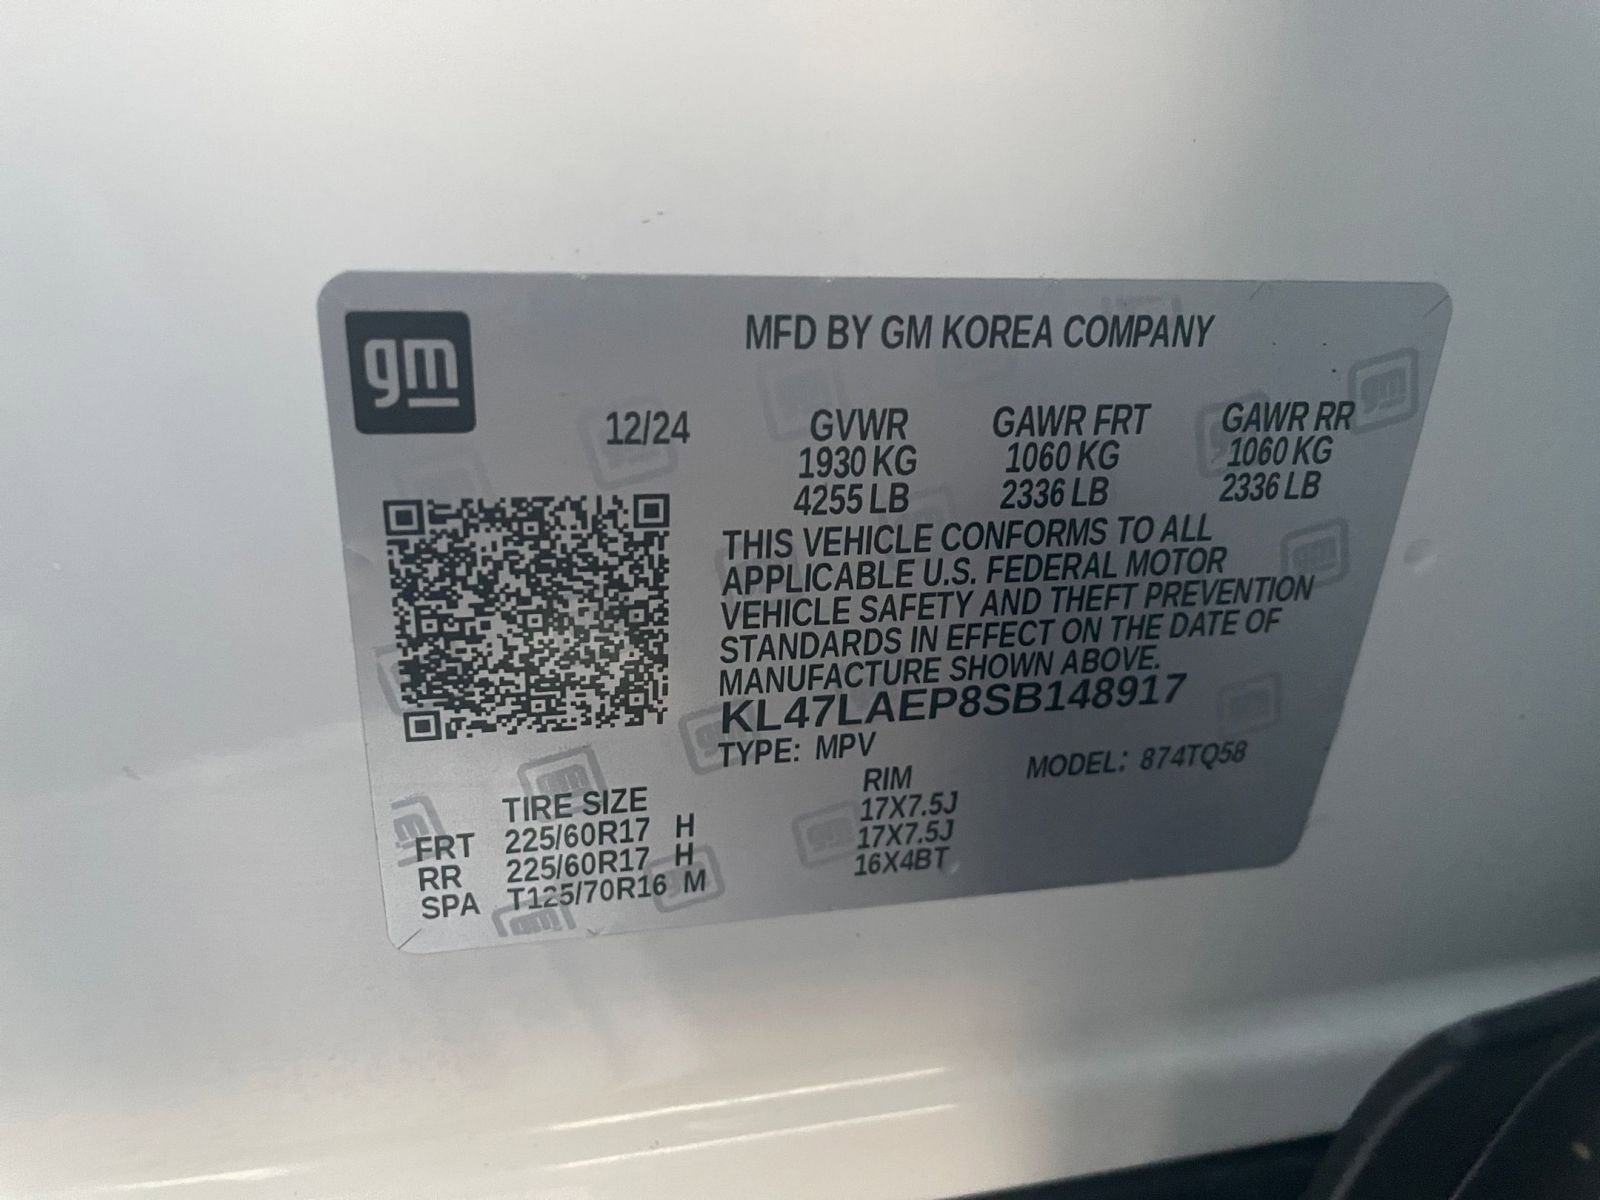 gm
MFD BY GM KOREA COMPANY
12/24 GVWR GAWR FRT GAWR RR
1930 KG 1060 KG 1060 KG
4255 LB 2336 LB 2336 LB
THIS VEHICLE CONFORMS TO ALL
APPLICABLE U.S. FEDERAL MOTOR
VEHICLE SAFETY AND THEFT PREVENTION
STANDARDS IN EFFECT ON THE DATE OF
MANUFACTURE SHOWN ABOVE.
KL47LAEP8SB148917
TYPE: MPV MODEL: 874TQ58
TIRE SIZE RIM
FRT 225/60R17 H 17X7.5J
RR 225/60R17 H 17X7.5J
SPA T125/70R16 M 16X4BT